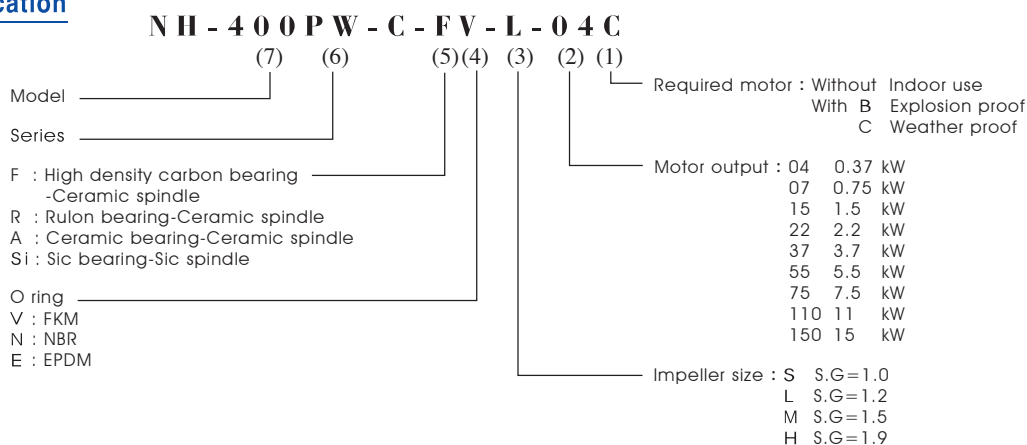 cation
NH-400PW-C-FV-L-04C
(7) (6) (5)(4) (3) (2) (1)
Model
Series
F : High density carbon bearing
-Ceramic spindle
R : Rulon bearing-Ceramic spindle
A : Ceramic bearing-Ceramic spindle
Si : Sic bearing-Sic spindle
O ring
V : FKM
N : NBR
E : EPDM
Required motor : Without Indoor use
With B Explosion proof
C Weather proof
Motor output : 04 0.37 kW
07 0.75 kW
15 1.5 kW
22 2.2 kW
37 3.7 kW
55 5.5 kW
75 7.5 kW
110 11 kW
150 15 kW
Impeller size : S S.G=1.0
L S.G=1.2
M S.G=1.5
H S.G=1.9